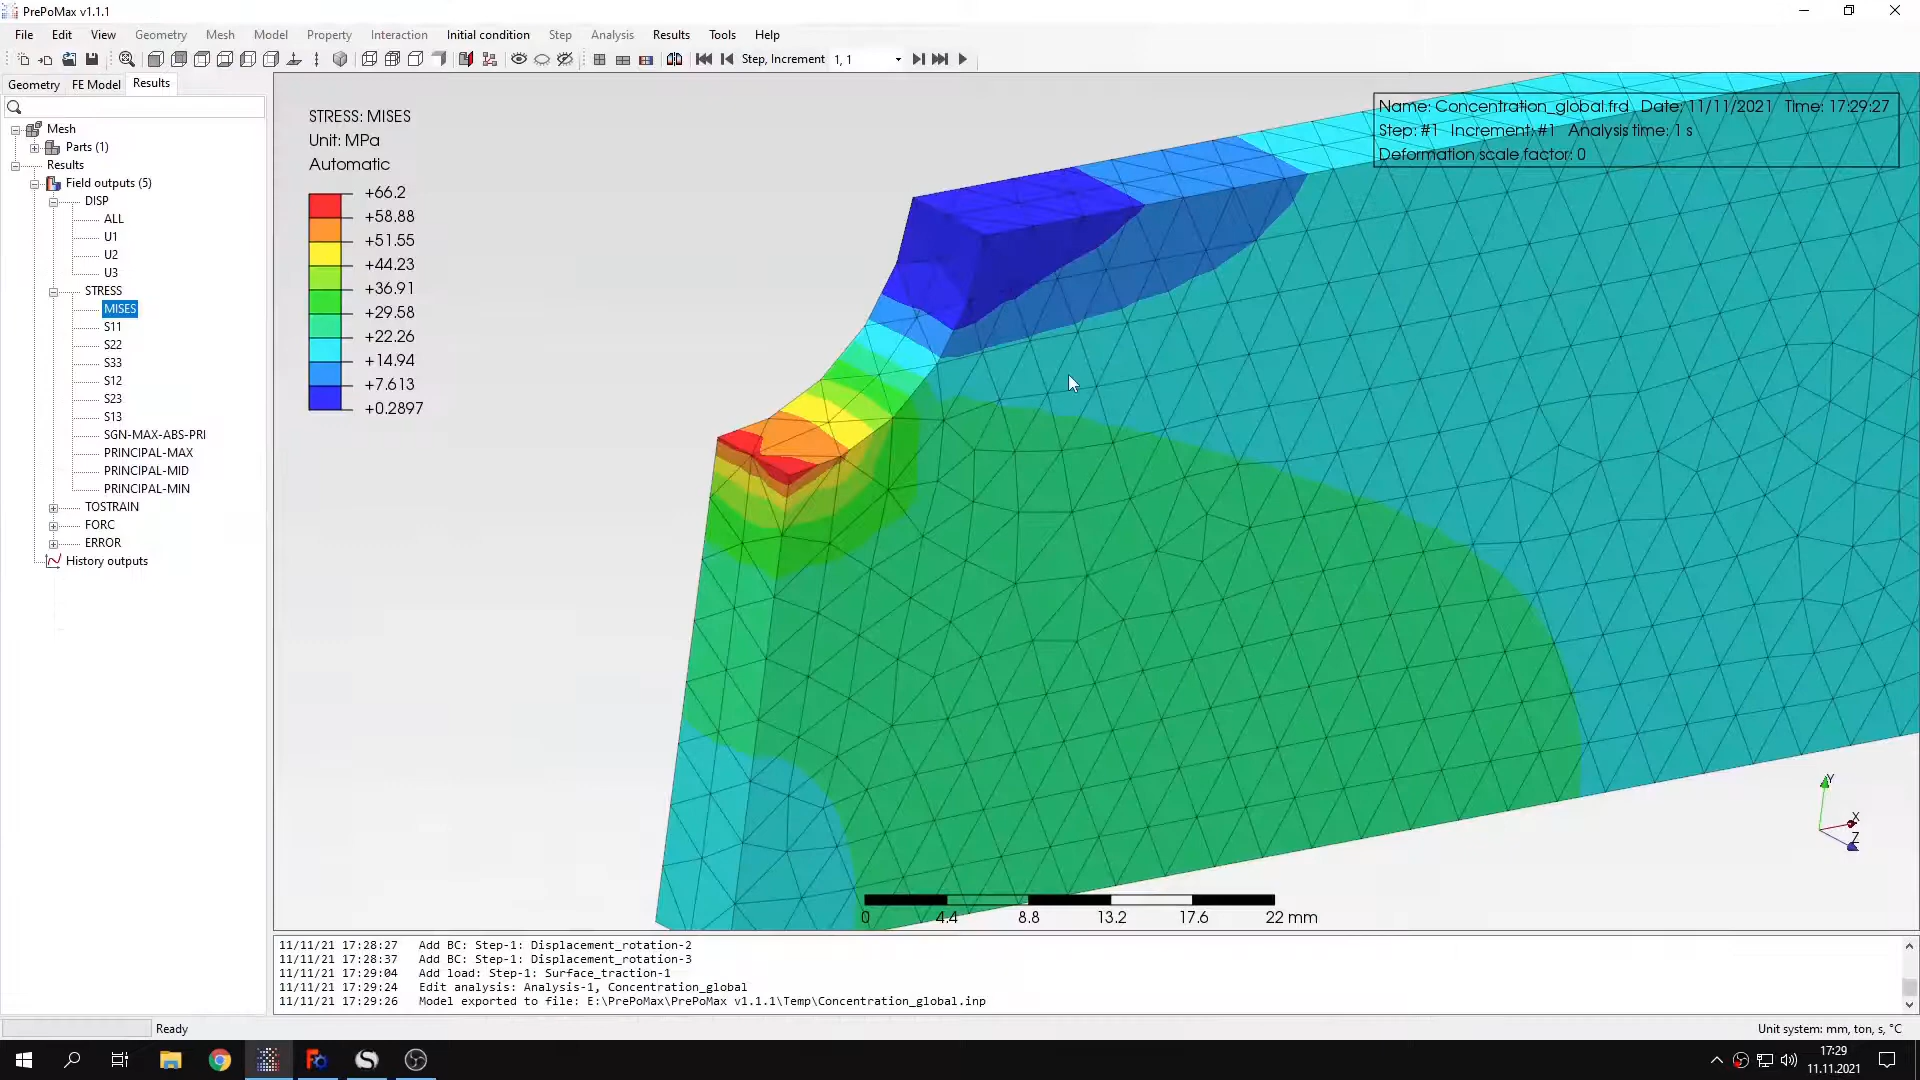 PrePoMax v1.1.1
File Edit View Geometry Mesh Model Property Interaction Initial condition Step Analysis Results Tools Help
Step, Increment 1, 1
Geometry FE Model Results
Mesh
Parts (1)
Results
Field outputs (5)
DISP
ALL
U1
U2
U3
STRESS
MISES
S11
S22
S33
S12
S23
S13
SGN-MAX-ABS-PRI
PRINCIPAL-MAX
PRINCIPAL-MID
PRINCIPAL-MIN
TOSTRAIN
FORC
ERROR
History outputs
STRESS: MISES
Unit: MPa
Automatic
+66.2
+58.88
+51.55
+44.23
+36.91
+29.58
+22.26
+14.94
+7.613
+0.2897
Name: Concentration_global.frd Date: 11/11/2021 Time: 17:29:27
Step: #1 Increment: #1 Analysis time: 1 s
Deformation scale factor: 0
Y
X
Z
0 4.4 8.8 13.2 17.6 22 mm
11/11/21 17:28:27 Add BC: Step-1: Displacement_rotation-2
11/11/21 17:28:37 Add BC: Step-1: Displacement_rotation-3
11/11/21 17:29:04 Add load: Step-1: Surface_traction-1
11/11/21 17:29:24 Edit analysis: Analysis-1, Concentration_global
11/11/21 17:29:26 Model exported to file: E:\PrePoMax\PrePoMax v1.1.1\Temp\Concentration_global.inp
Ready
Unit system: mm, ton, s, °C
17:29
11.11.2021